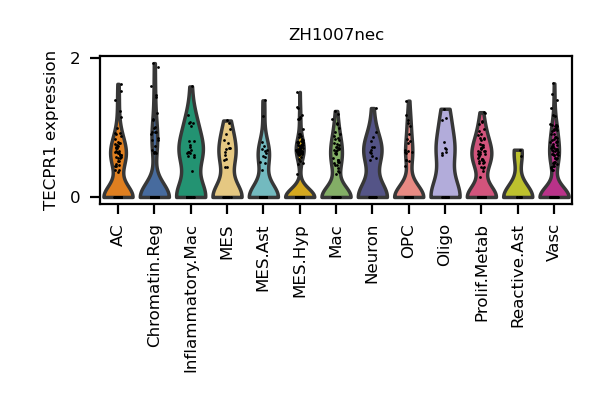 ZH1007nec
TECPR1 expression
2
0
AC
Chromatin.Reg
Inflammatory.Mac
MES
MES.Ast
MES.Hyp
Mac
Neuron
OPC
Oligo
Prolif.Metab
Reactive.Ast
Vasc